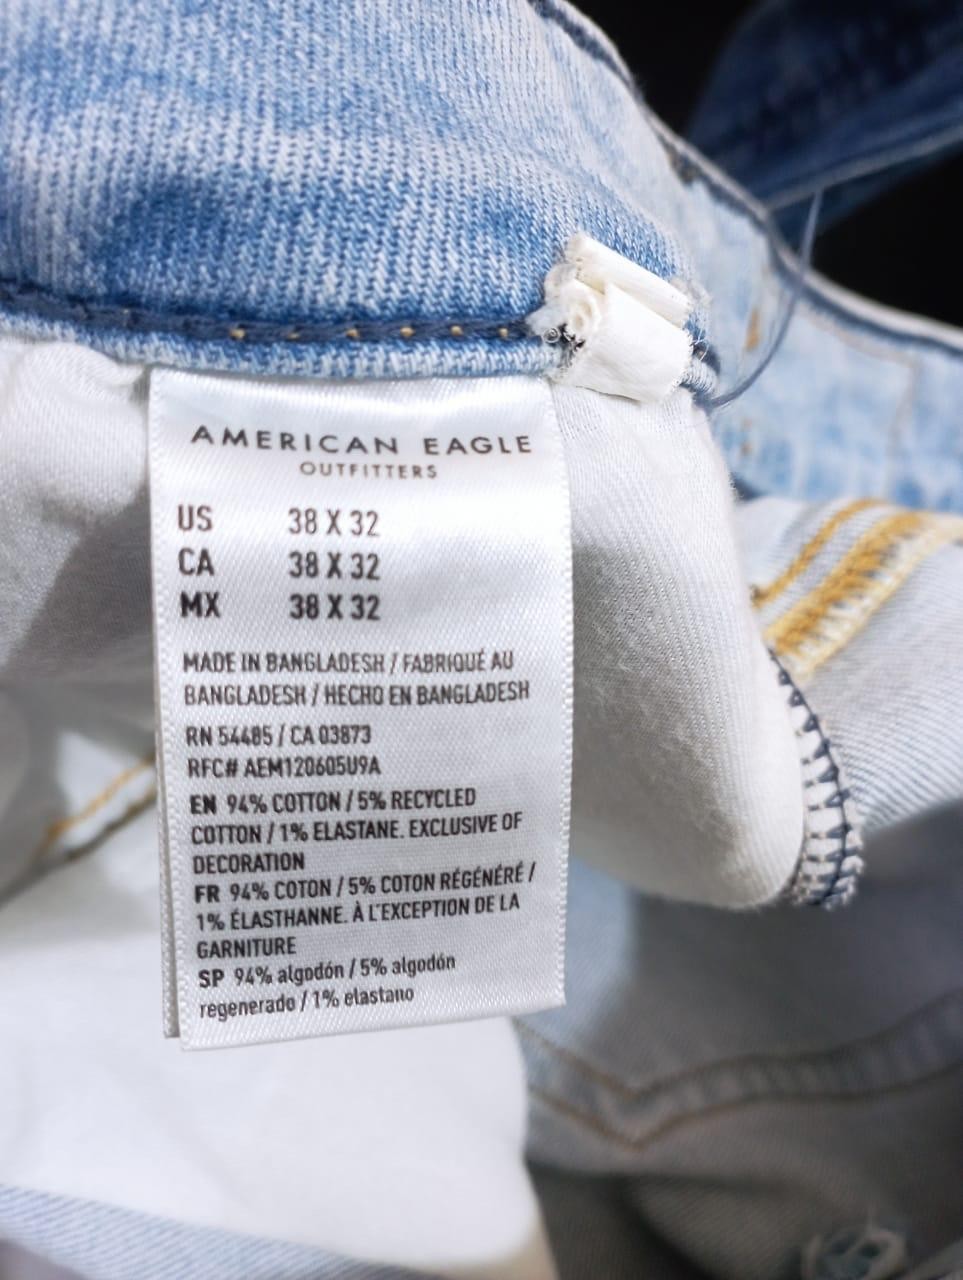 AMERICAN EAGLE
OUTFITTERS
US 38 X 32
CA 38 X 32
MX 38 X 32
MADE IN BANGLADESH / FABRIQUÉ AU
BANGLADESH / HECHO EN BANGLADESH
RN 54485 / CA 03873
RFC# AEM120605U9A
EN 94% COTTON / 5% RECYCLED
COTTON / 1% ELASTANE. EXCLUSIVE OF
DECORATION
FR 94% COTON / 5% COTON RÉGÉNÉRÉ /
1% ÉLASTHANNE. À L'EXCEPTION DE LA
GARNITURE
SP 94% algodón / 5% algodón
regenerado / 1% elastano